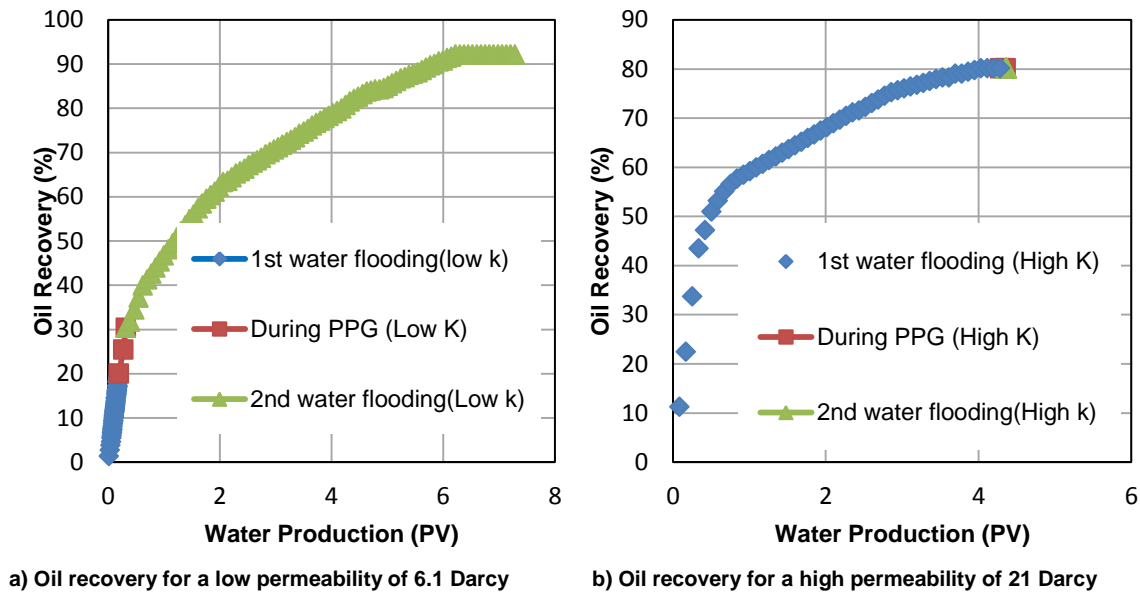 100
90
80
70
60
50
40
30
20
10
0
Oil Recovery (%)
0 2 4 6 8
Water Production (PV)
1st water flooding(low k)
During PPG (Low K)
2nd water flooding(Low k)
a) Oil recovery for a low permeability of 6.1 Darcy
90
80
70
60
50
40
30
20
10
0
Oil Recovery (%)
0 2 4 6
Water Production (PV)
1st water flooding (High K)
During PPG (High K)
2nd water flooding(High k)
b) Oil recovery for a high permeability of 21 Darcy